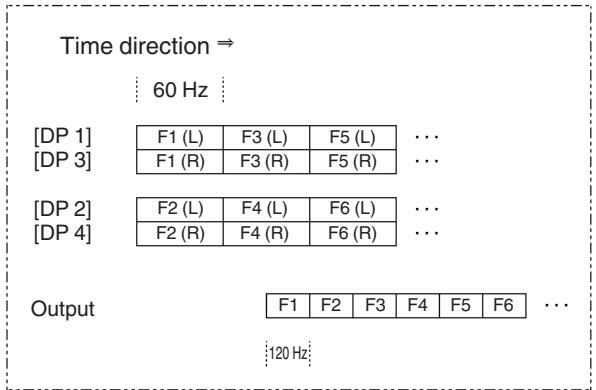 Time direction ⇒
60 Hz
[DP 1] F1 (L) F3 (L) F5 (L) ···
[DP 3] F1 (R) F3 (R) F5 (R) ···
[DP 2] F2 (L) F4 (L) F6 (L) ···
[DP 4] F2 (R) F4 (R) F6 (R) ···
Output F1 F2 F3 F4 F5 F6 ···
120 Hz